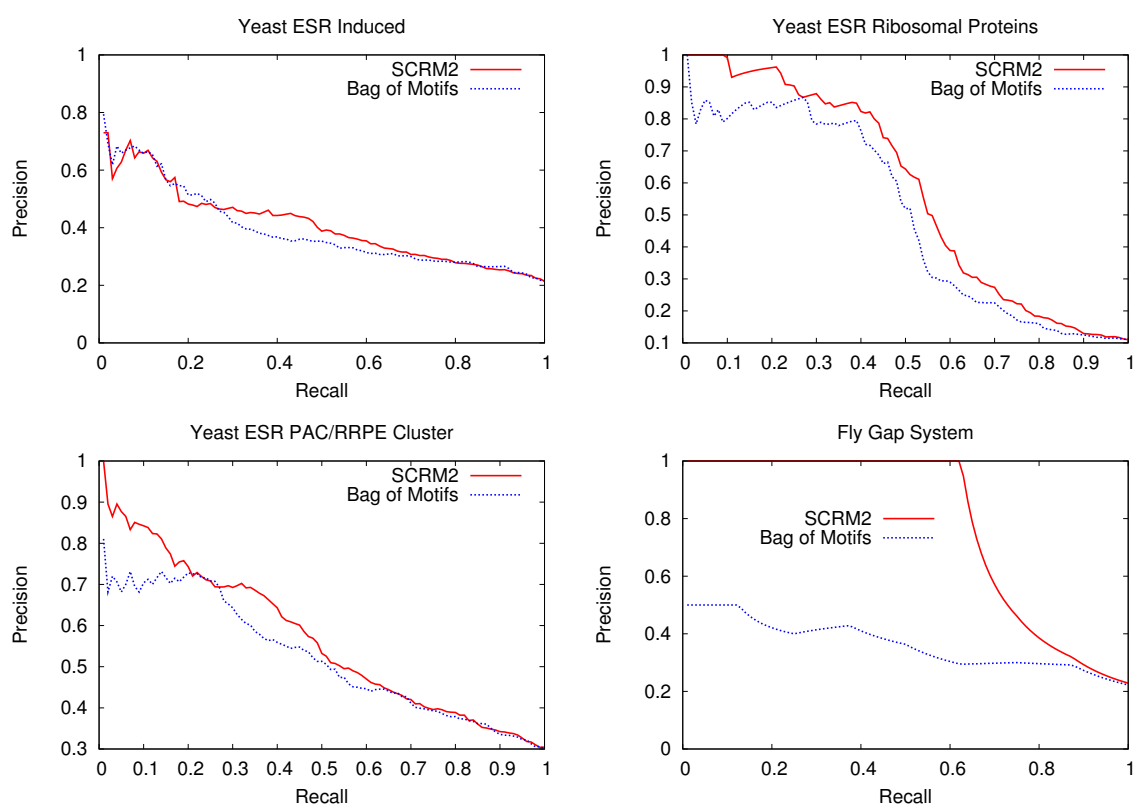 Yeast ESR Induced
1
0.8
0.6
0.4
0.2
0
0 0.2 0.4 0.6 0.8 1
Precision
Recall
SCRM2
Bag of Motifs
Yeast ESR Ribosomal Proteins
1
0.9
0.8
0.7
0.6
0.5
0.4
0.3
0.2
0.1
0 0.1 0.2 0.3 0.4 0.5 0.6 0.7 0.8 0.9 1
Precision
Recall
SCRM2
Bag of Motifs
Yeast ESR PAC/RRPE Cluster
1
0.9
0.8
0.7
0.6
0.5
0.4
0.3
0 0.1 0.2 0.3 0.4 0.5 0.6 0.7 0.8 0.9 1
Precision
Recall
SCRM2
Bag of Motifs
Fly Gap System
1
0.8
0.6
0.4
0.2
0
0 0.2 0.4 0.6 0.8 1
Precision
Recall
SCRM2
Bag of Motifs